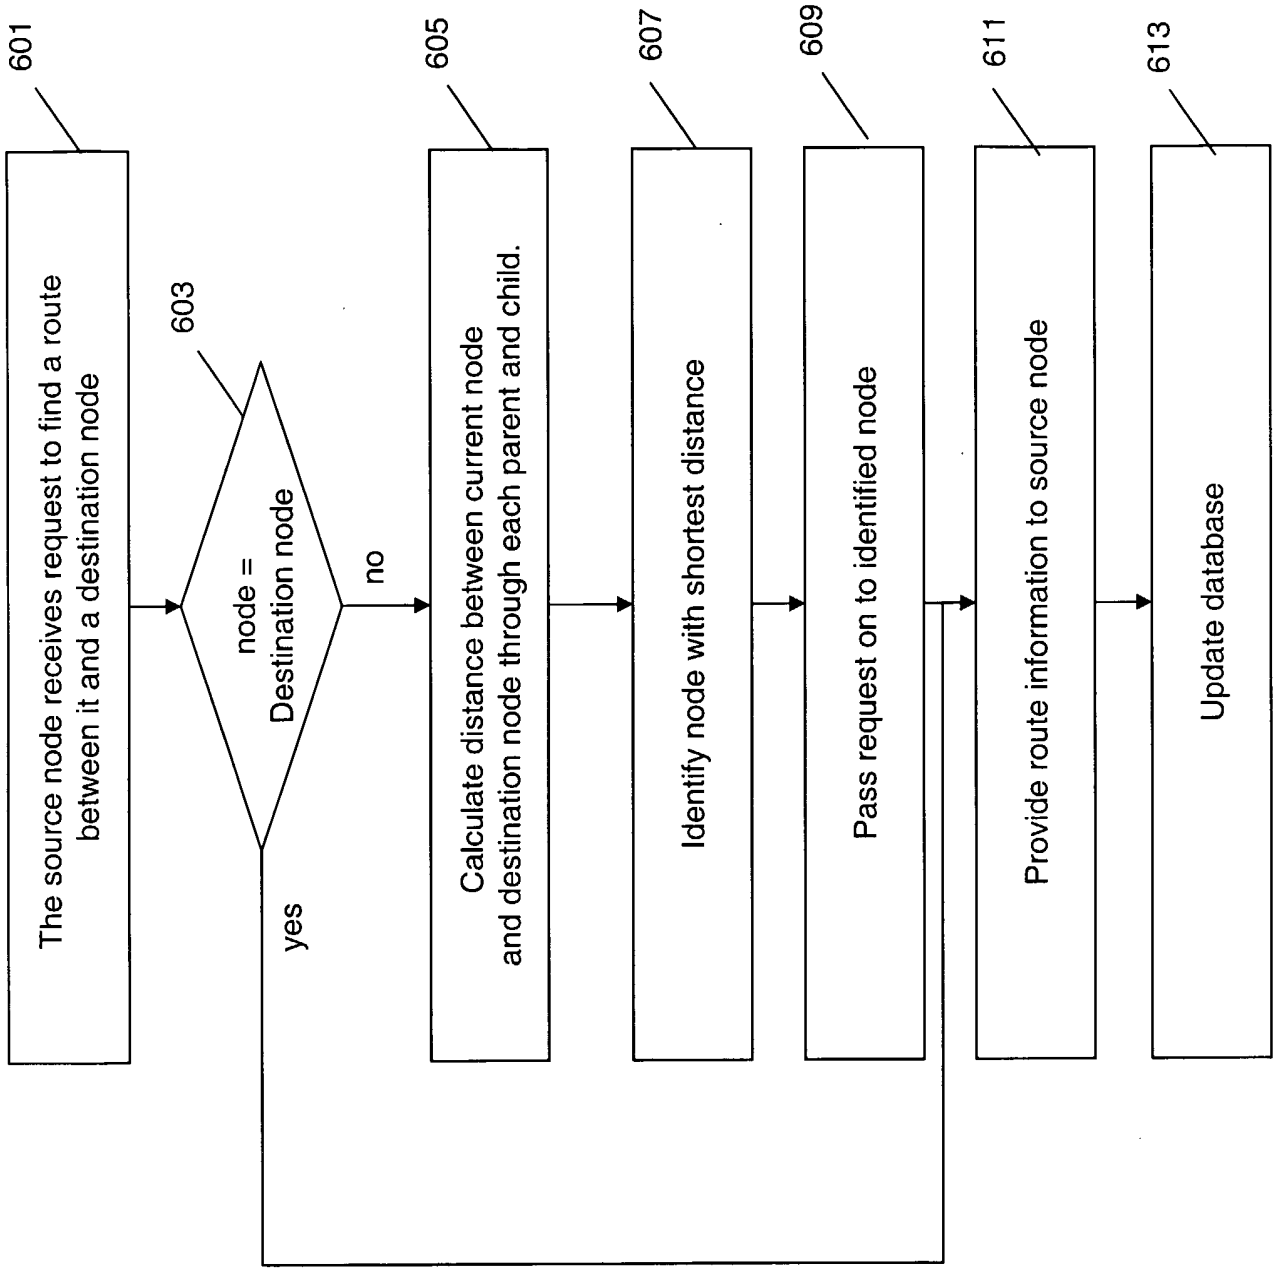 601
The source node receives request to find a route
between it and a destination node
603
node =
Destination node
yes
no
605
Calculate distance between current node
and destination node through each parent and child.
607
Identify node with shortest distance
609
Pass request on to identified node
611
Provide route information to source node
613
Update database